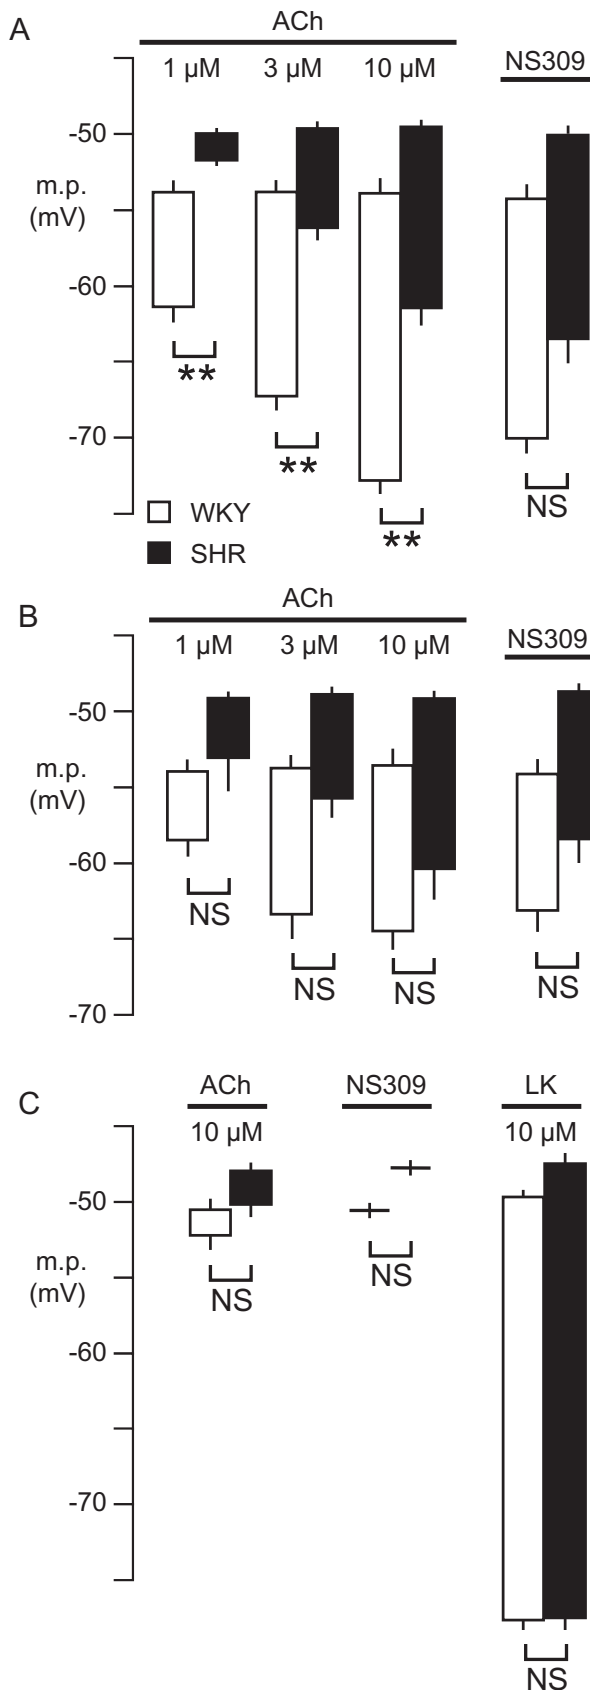 A
ACh
1 µM 3 µM 10 µM NS309
-50
m.p.
(mV)
-60
**
-70
**
NS
WKY
**
SHR
B
ACh
1 µM 3 µM 10 µM NS309
-50
m.p.
(mV)
-60
NS
NS NS NS
-70
C
ACh NS309 LK
10 µM 10 µM
-50
m.p.
(mV)
NS
NS
-60
-70
NS